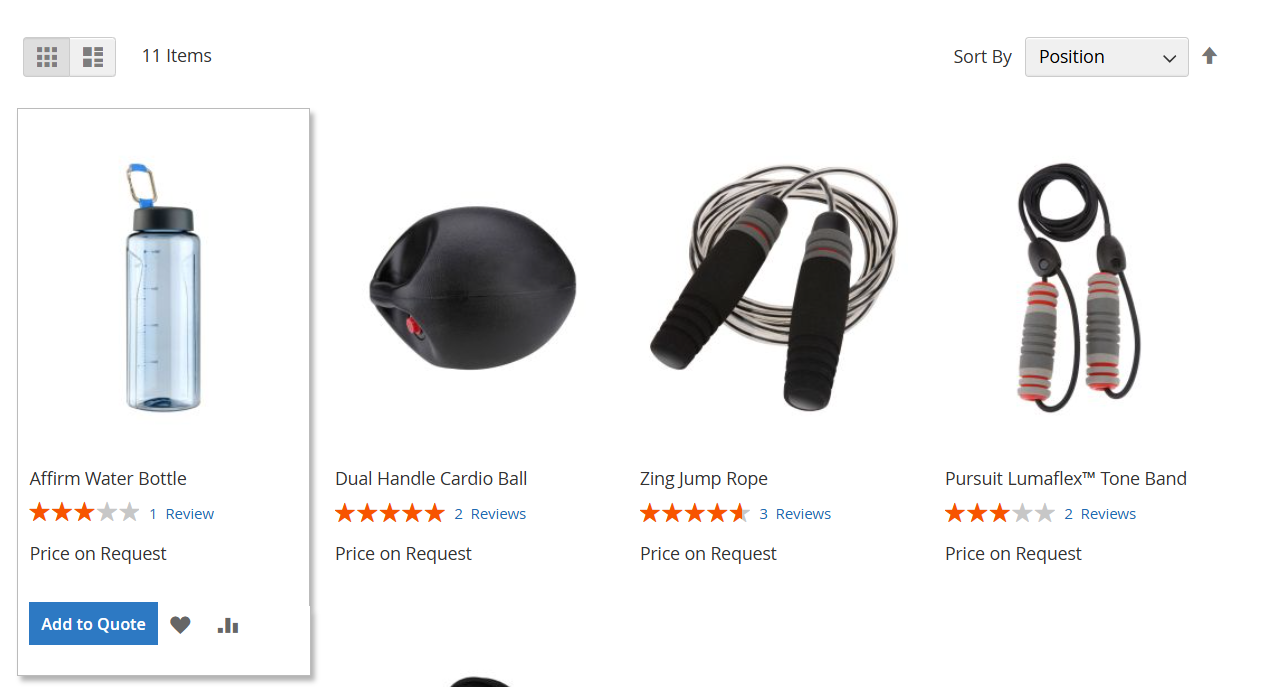 11 Items
Sort By Position
Affirm Water Bottle
1 Review
Price on Request
Add to Quote
Dual Handle Cardio Ball
2 Reviews
Price on Request
Zing Jump Rope
3 Reviews
Price on Request
Pursuit Lumaflex™ Tone Band
2 Reviews
Price on Request